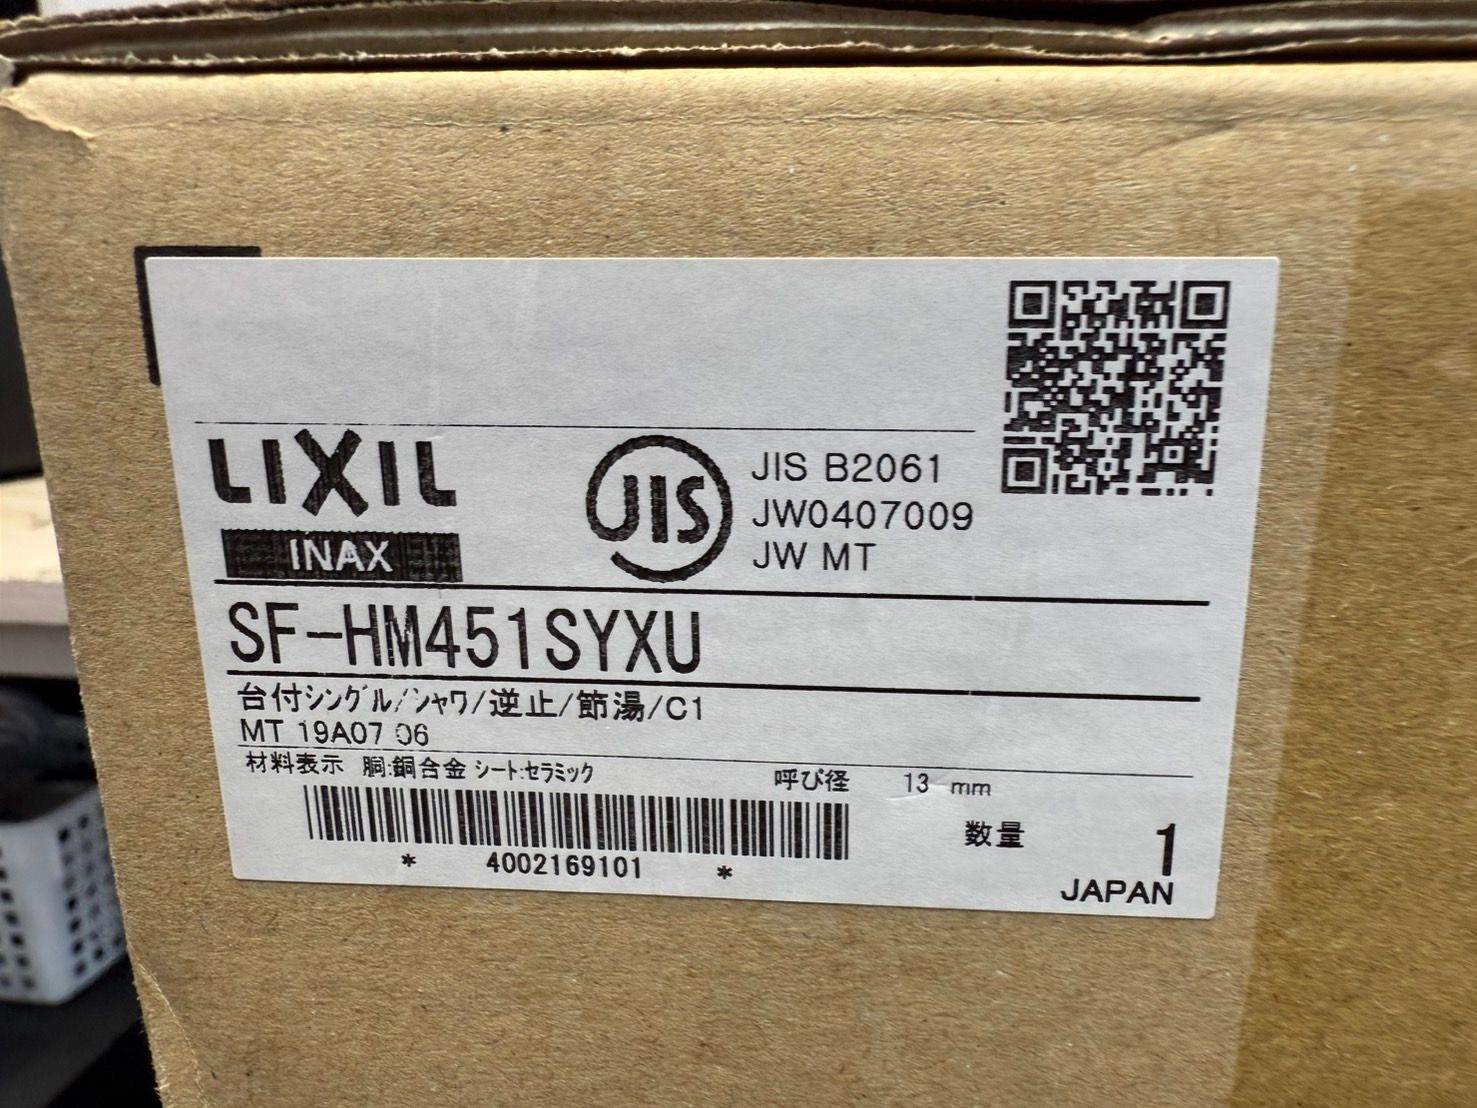 LIXIL
INAX
JIS
JIS B2061
JW0407009
JW MT
SF-HM451SYXU
台付シングル/シャワ/逆止/節湯/C1
MT 19A07 06
材料表示 胴:銅合金 シート:セラミック 呼び径 13 mm
数量 1
* 4002169101 *
JAPAN